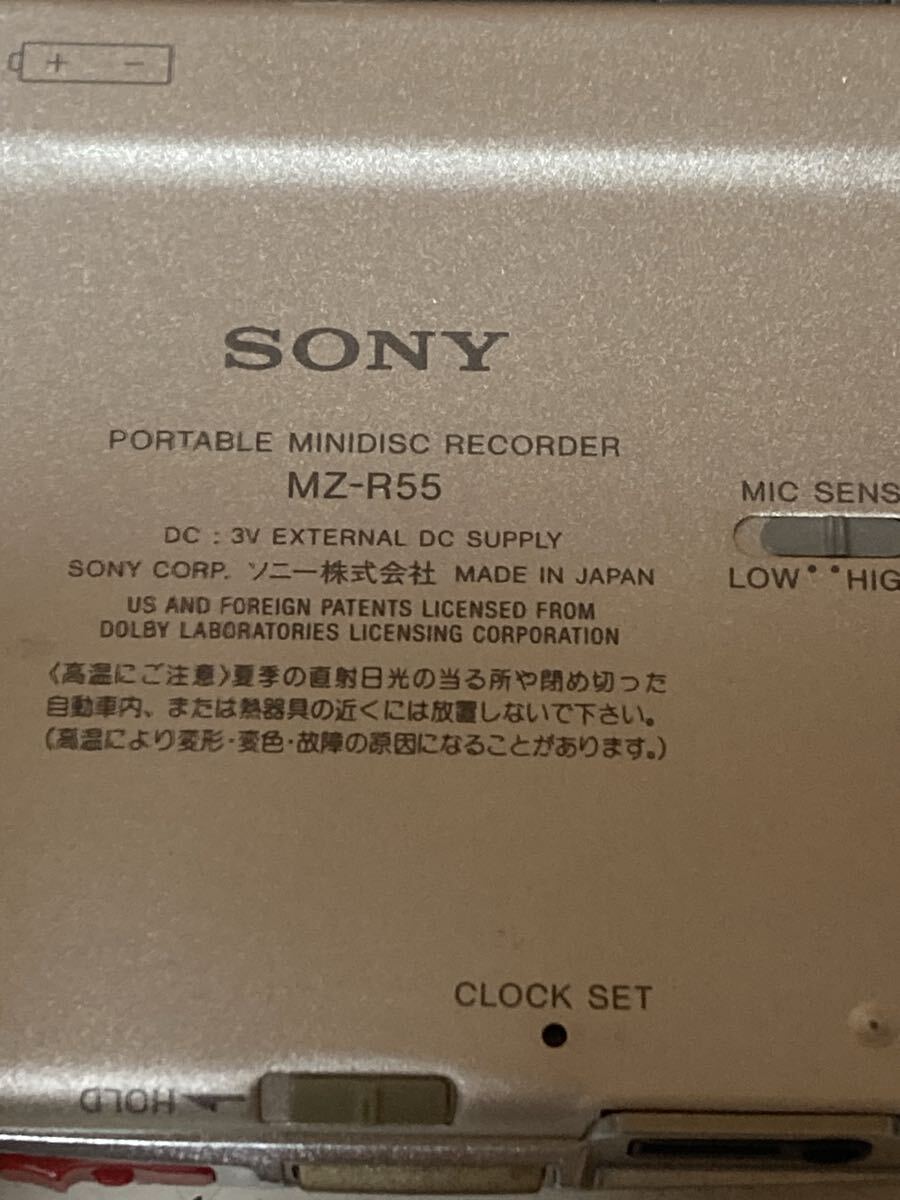 + −
SONY
PORTABLE MINIDISC RECORDER
MZ-R55
MIC SENS
DC : 3V EXTERNAL DC SUPPLY
SONY CORP. ソニー株式会社 MADE IN JAPAN
LOW HIG
US AND FOREIGN PATENTS LICENSED FROM
DOLBY LABORATORIES LICENSING CORPORATION
〈高温にご注意〉夏季の直射日光の当る所や閉め切った
自動車内、または熱器具の近くには放置しないで下さい。
(高温により変形・変色・故障の原因になることがあります。)
CLOCK SET
HOLD